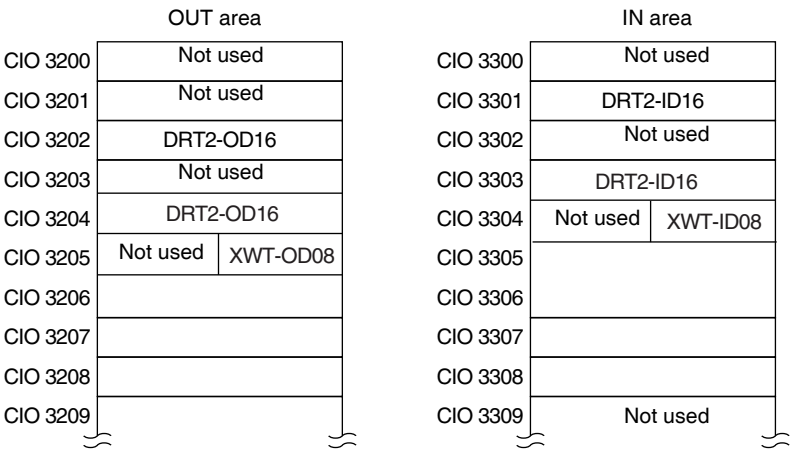 OUT area
CIO 3200 Not used
CIO 3201 Not used
CIO 3202 DRT2-OD16
CIO 3203 Not used
CIO 3204 DRT2-OD16
CIO 3205 Not used XWT-OD08
CIO 3206
CIO 3207
CIO 3208
CIO 3209
IN area
CIO 3300 Not used
CIO 3301 DRT2-ID16
CIO 3302 Not used
CIO 3303 DRT2-ID16
CIO 3304 Not used XWT-ID08
CIO 3305
CIO 3306
CIO 3307
CIO 3308
CIO 3309 Not used